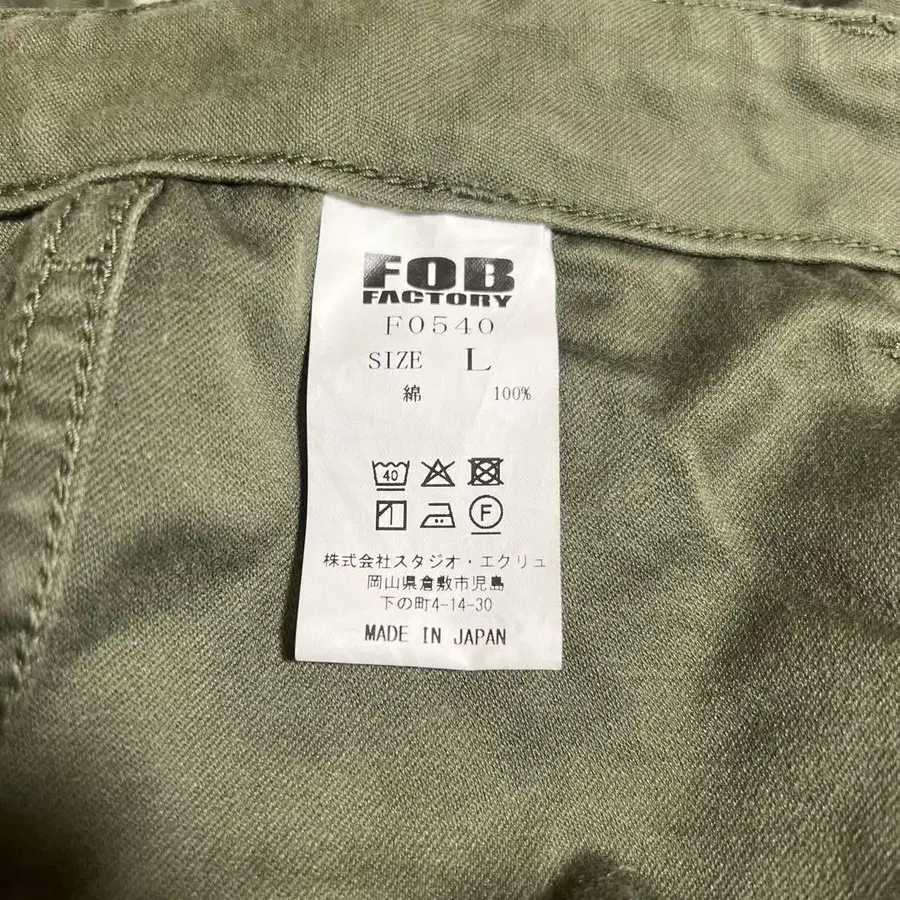 FOB
FACTORY
F0540
SIZE L
綿 100%
40
F
株式会社スタジオ・エクリュ
岡山県倉敷市児島
下の町4-14-30
MADE IN JAPAN